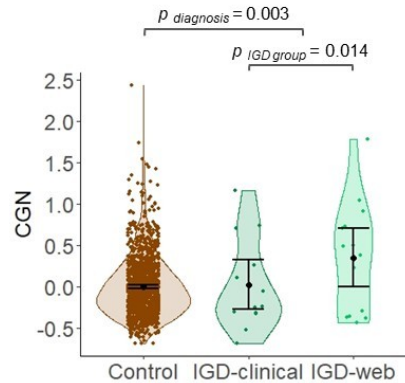 p diagnosis = 0.003
p IGD group = 0.014
2.5
2.0
1.5
1.0
0.5
0.0
-0.5
CGN
Control IGD-clinical IGD-web